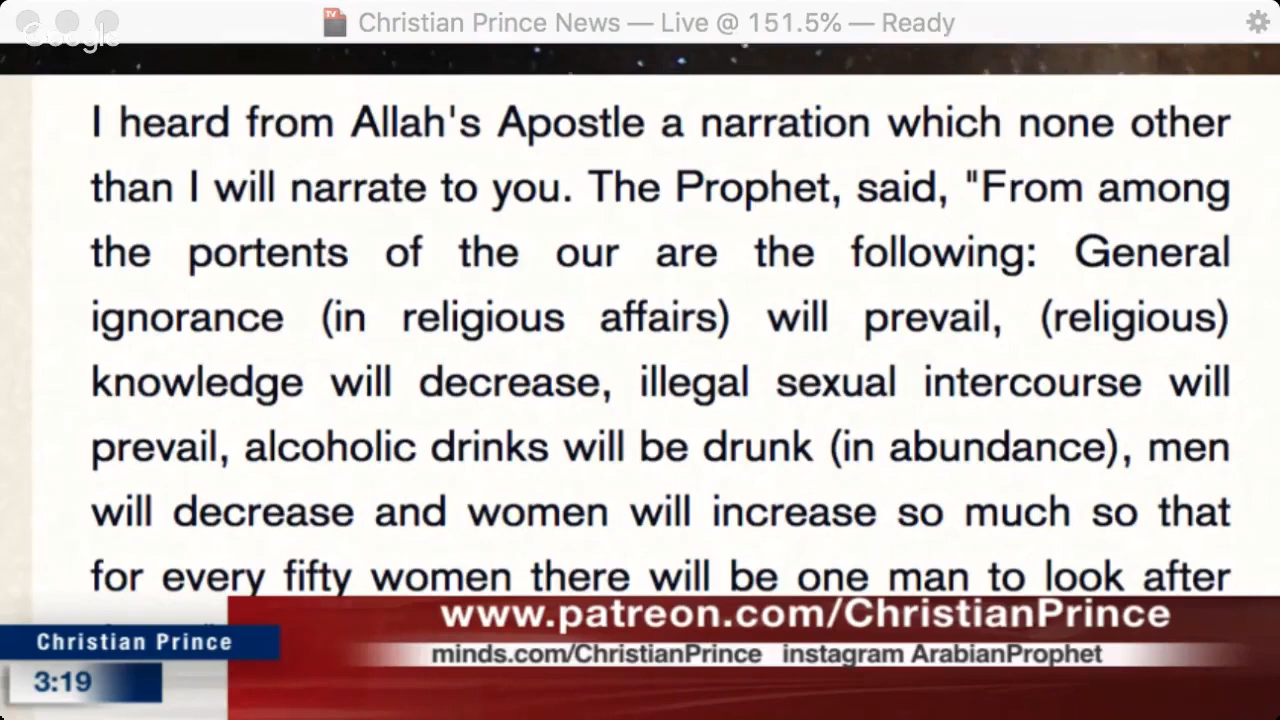 Christian Prince News — Live @ 151.5% — Ready
Google
I heard from Allah's Apostle a narration which none other
than I will narrate to you. The Prophet, said, "From among
the portents of the our are the following: General
ignorance (in religious affairs) will prevail, (religious)
knowledge will decrease, illegal sexual intercourse will
prevail, alcoholic drinks will be drunk (in abundance), men
will decrease and women will increase so much so that
for every fifty women there will be one man to look after
www.patreon.com/ChristianPrince
Christian Prince
minds.com/ChristianPrince instagram ArabianProphet
3:19